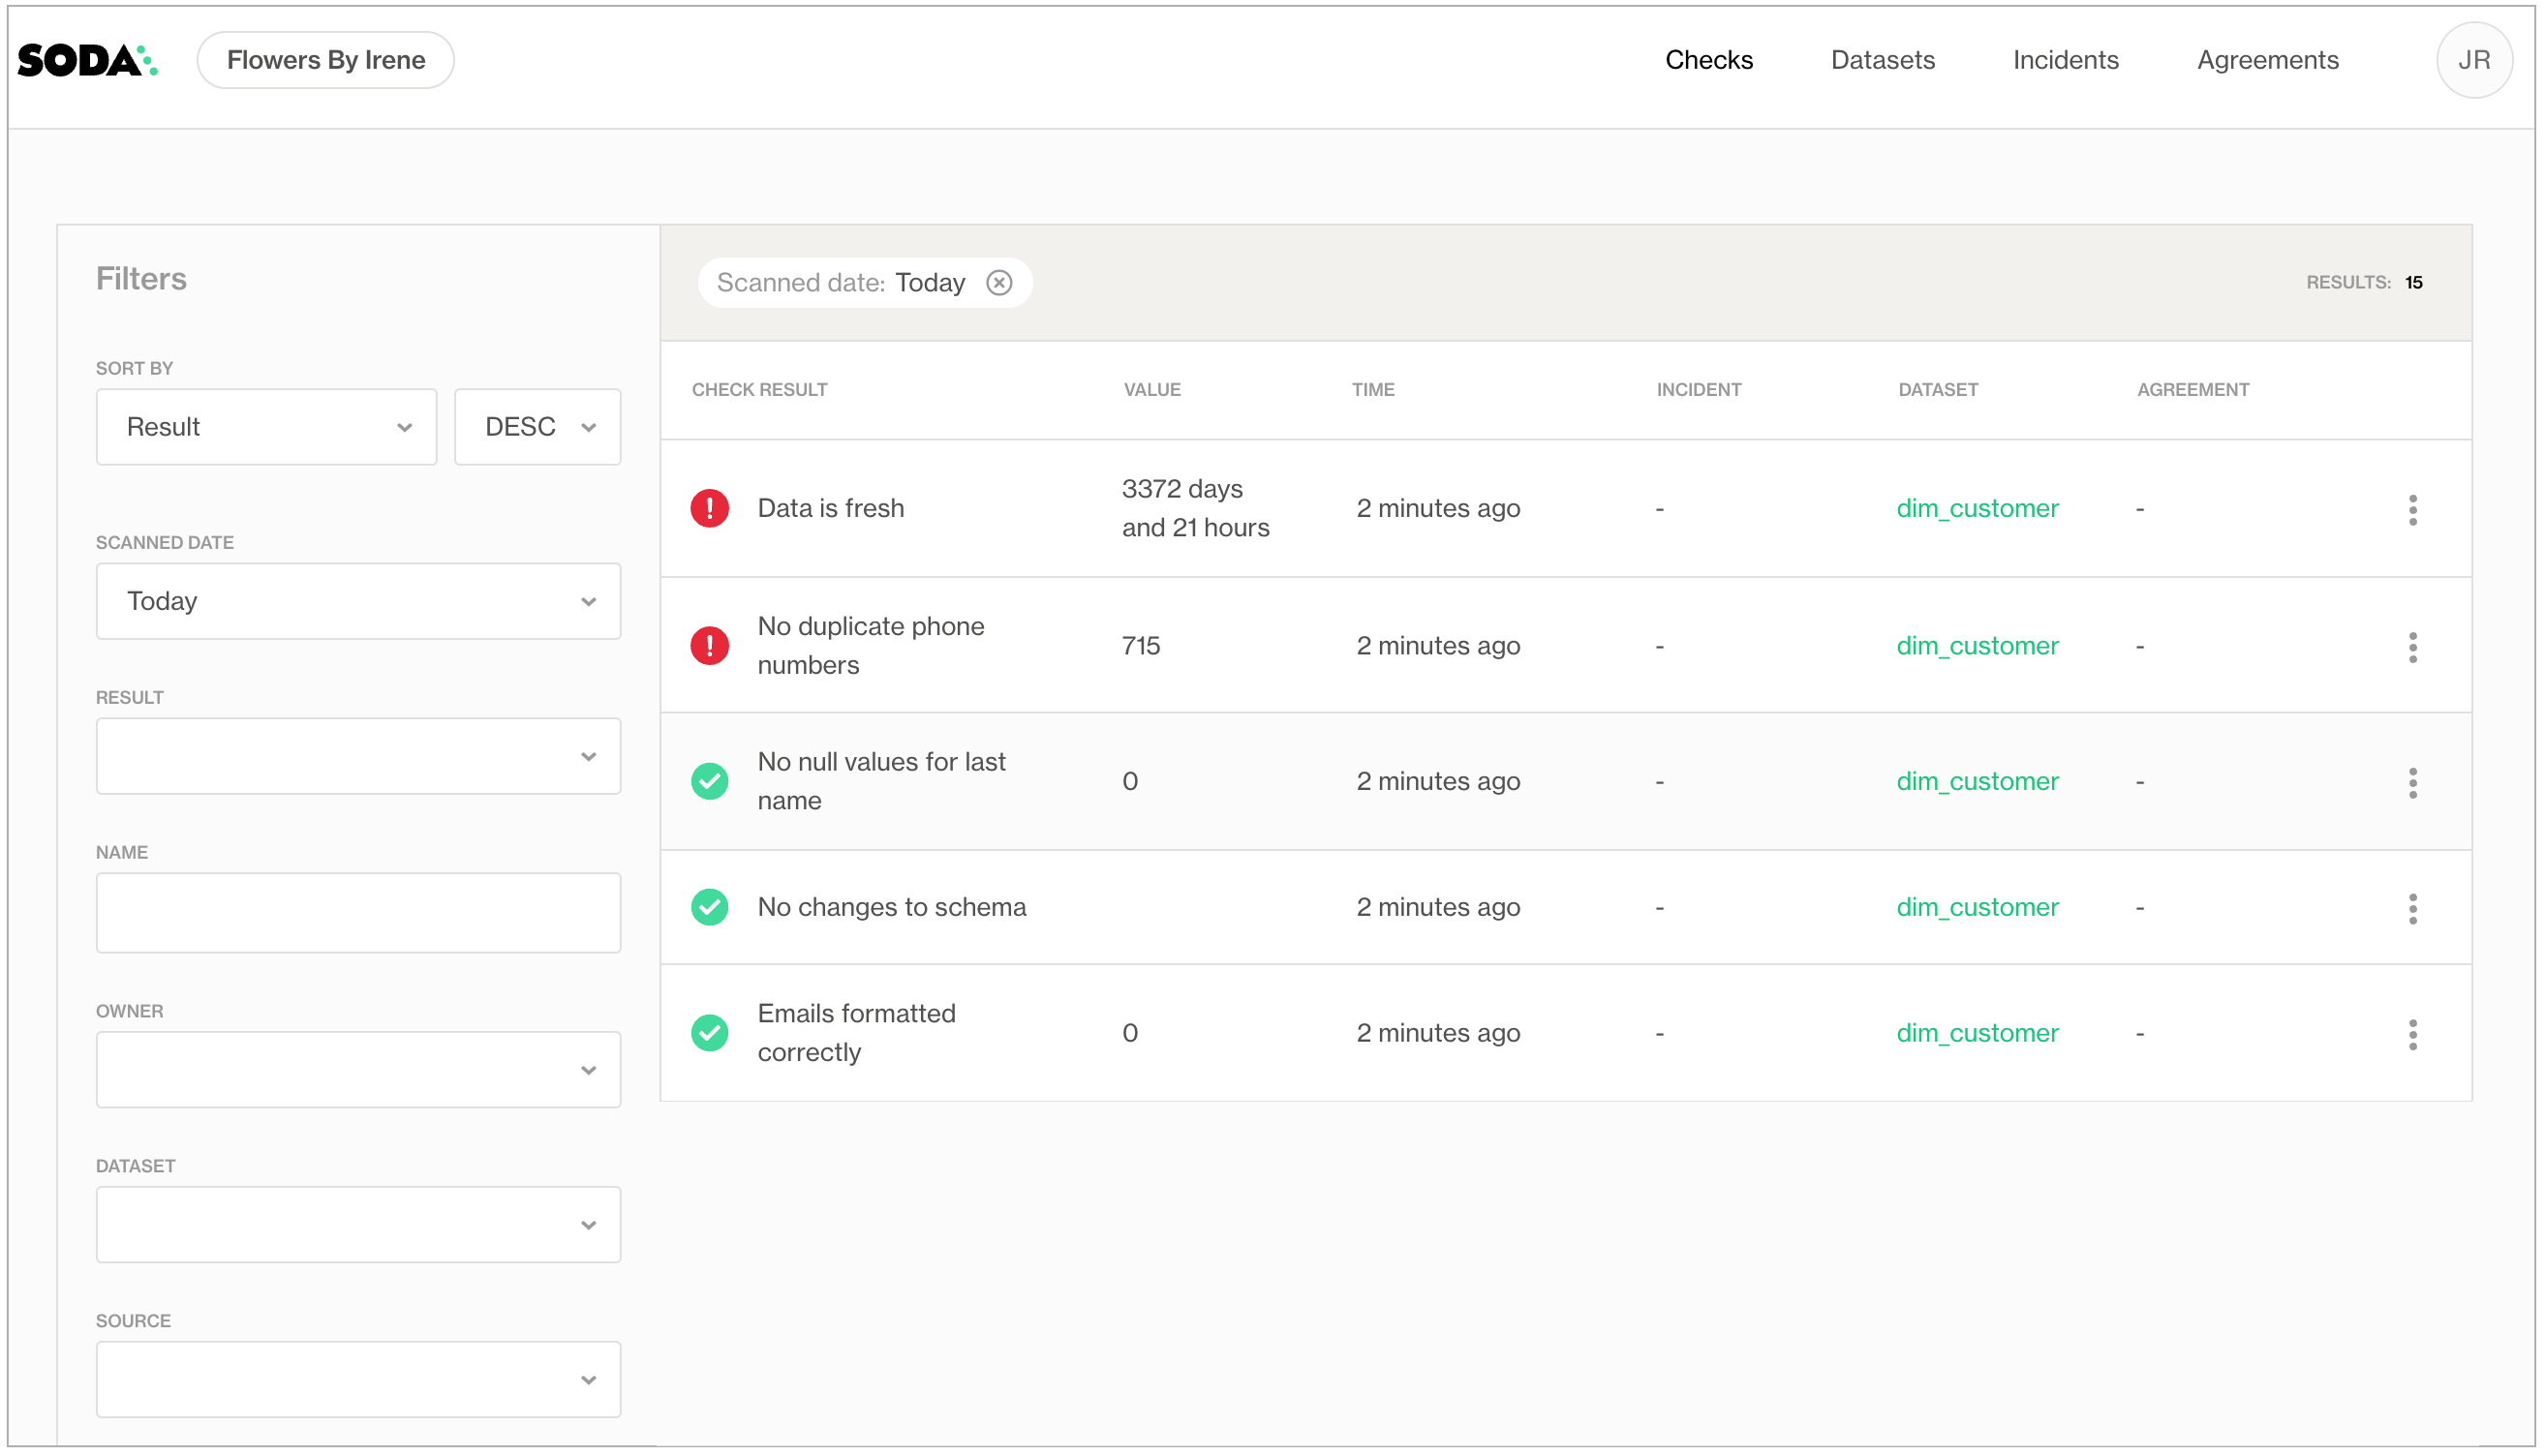 SODA
Flowers By Irene
Checks
Datasets
Incidents
Agreements
JR
Filters
SORT BY
Result
DESC
SCANNED DATE
Today
RESULT
NAME
OWNER
DATASET
SOURCE
Scanned date: Today
RESULTS: 15
CHECK RESULT VALUE TIME INCIDENT DATASET AGREEMENT
Data is fresh
3372 days
and 21 hours
2 minutes ago
-
dim_customer
-
No duplicate phone
numbers
715
2 minutes ago
-
dim_customer
-
No null values for last
name
0
2 minutes ago
-
dim_customer
-
No changes to schema
2 minutes ago
-
dim_customer
-
Emails formatted
correctly
0
2 minutes ago
-
dim_customer
-